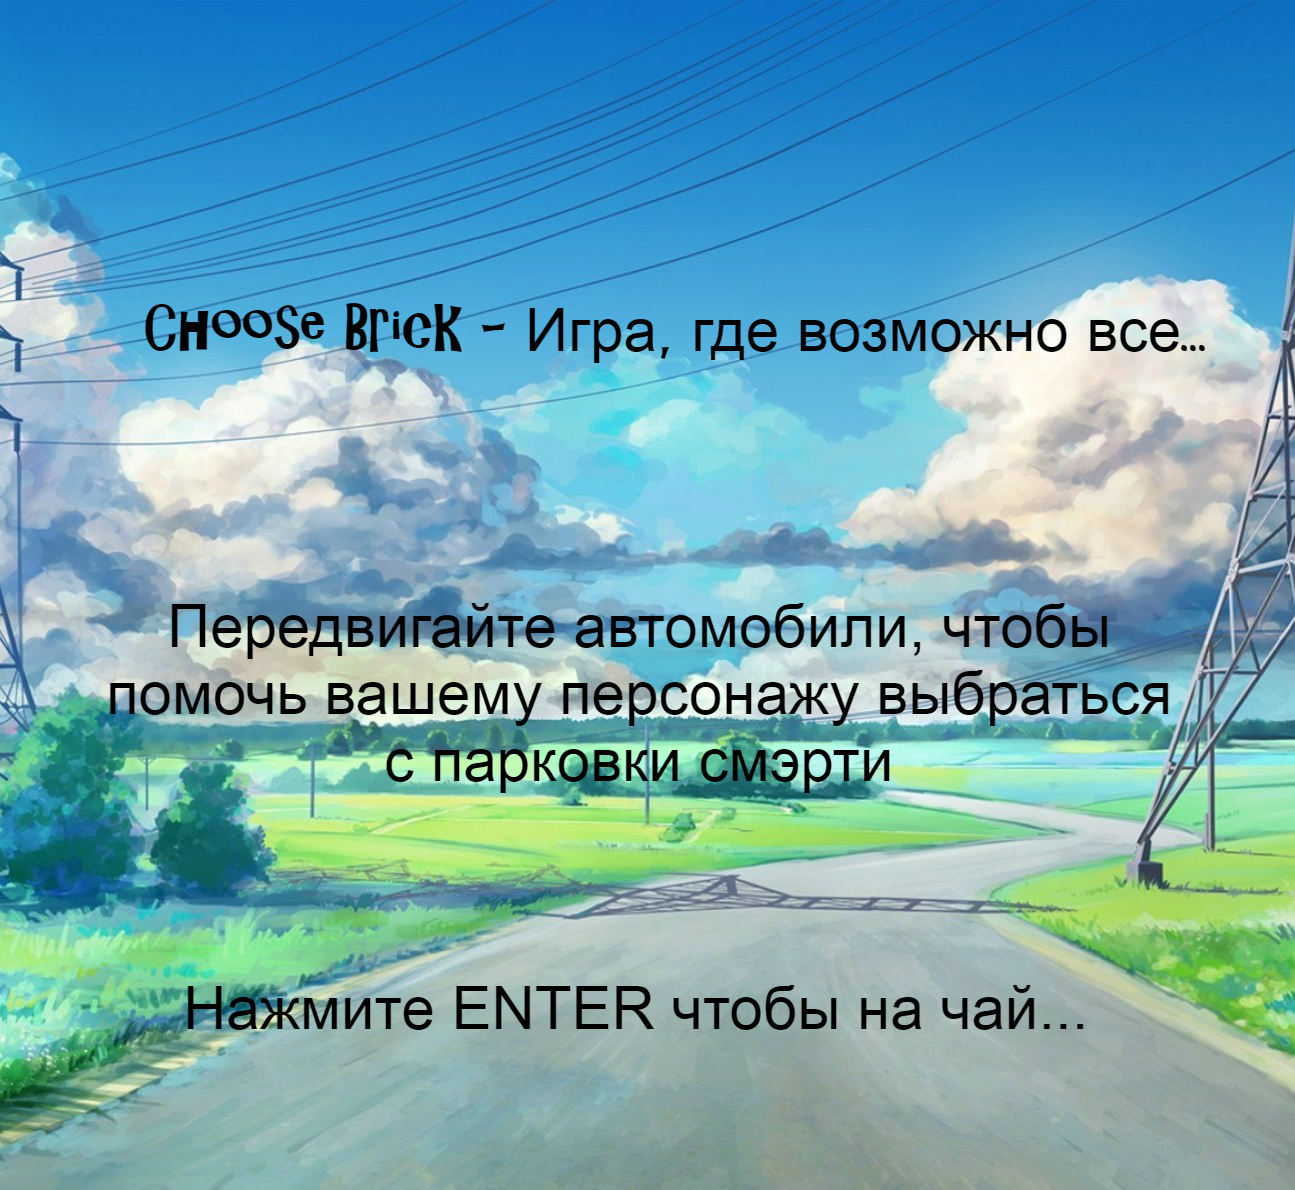 Choose Brick - Игра, где возможно все...
Передвигайте автомобили, чтобы
помочь вашему персонажу выбраться
с парковки смэрти
Нажмите ENTER чтобы на чай...